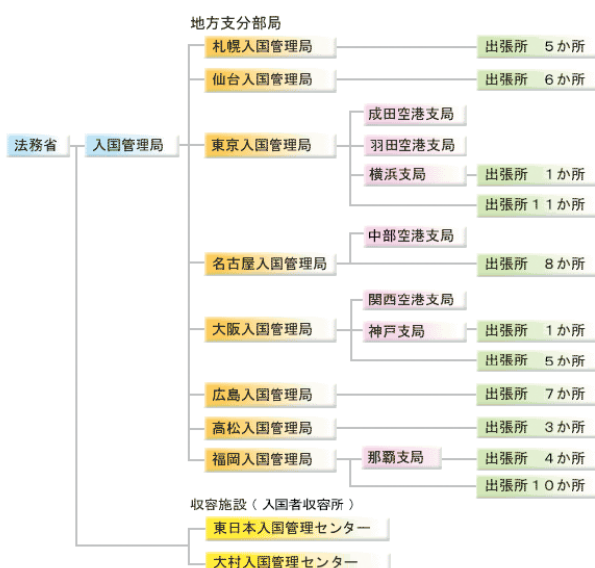 地方支分部局
札幌入国管理局 出張所 5か所
仙台入国管理局 出張所 6か所
成田空港支局
法務省 入国管理局 東京入国管理局 羽田空港支局
横浜支局 出張所 1か所
出張所11か所
中部空港支局
名古屋入国管理局 出張所 8か所
関西空港支局
大阪入国管理局 神戸支局 出張所 1か所
出張所 5か所
広島入国管理局 出張所 7か所
高松入国管理局 出張所 3か所
福岡入国管理局 那覇支局 出張所 4か所
出張所10か所
収容施設(入国者収容所)
東日本入国管理センター
大村入国管理センター